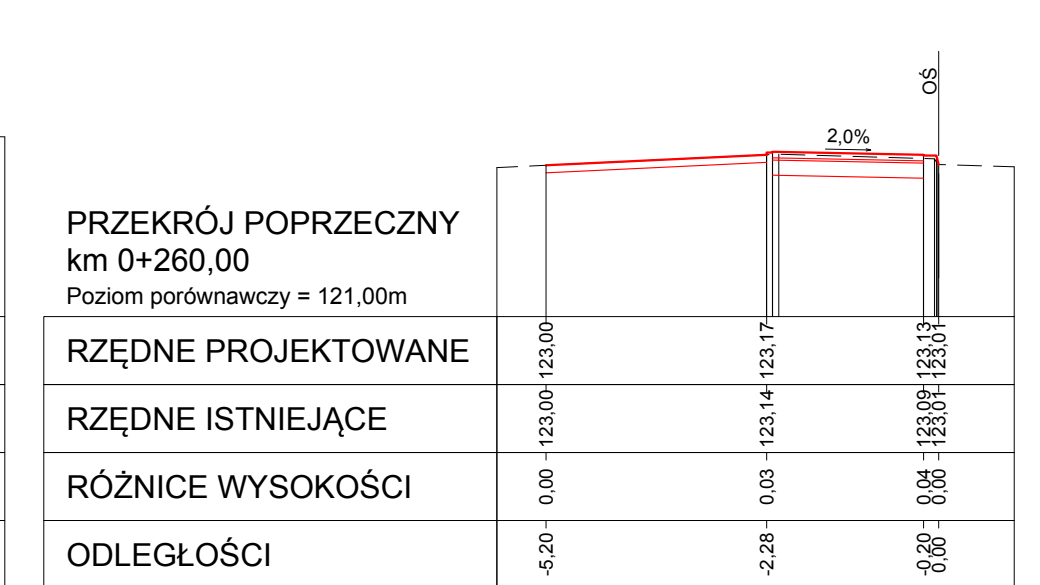 OŚ
2,0%
PRZEKRÓJ POPRZECZNY
km 0+260,00
Poziom porównawczy = 121,00m
RZĘDNE PROJEKTOWANE 123,00 123,17 123,13 123,01
RZĘDNE ISTNIEJĄCE 123,00 123,14 123,09 123,01
RÓŻNICE WYSOKOŚCI 0,00 0,03 0,04 0,00
ODLEGŁOŚCI -5,20 -2,28 -0,20 0,00